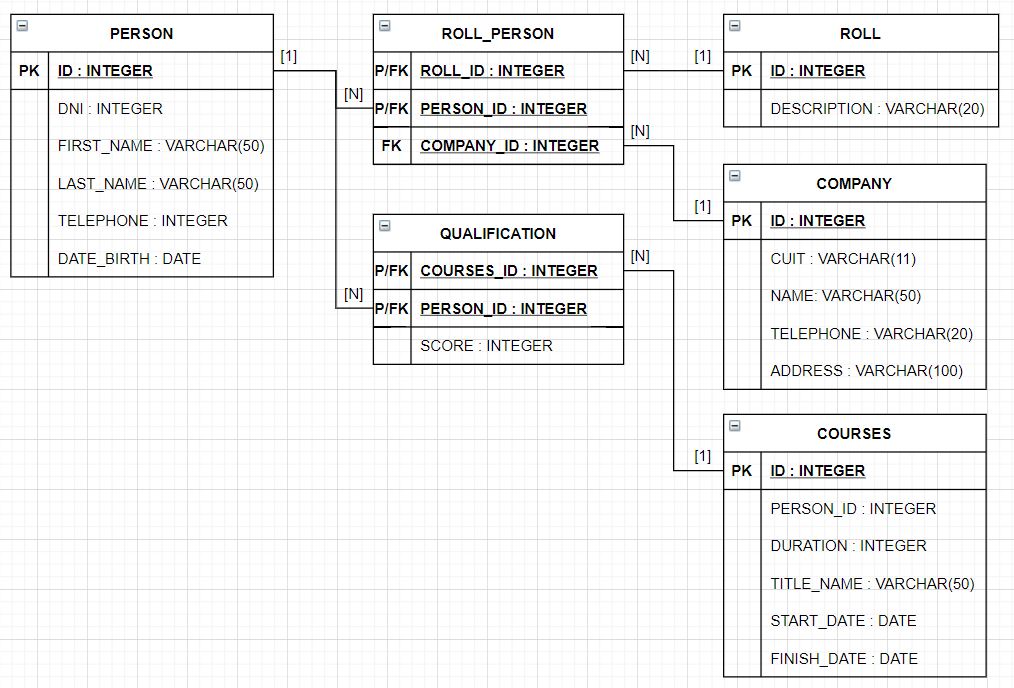 PERSON
PK ID : INTEGER
DNI : INTEGER
FIRST_NAME : VARCHAR(50)
LAST_NAME : VARCHAR(50)
TELEPHONE : INTEGER
DATE_BIRTH : DATE
[1]
[N]
[N]
ROLL_PERSON
P/FK ROLL_ID : INTEGER
P/FK PERSON_ID : INTEGER
FK COMPANY_ID : INTEGER
[N]
[1]
[N]
[1]
QUALIFICATION
P/FK COURSES_ID : INTEGER
P/FK PERSON_ID : INTEGER
SCORE : INTEGER
[N]
[1]
ROLL
PK ID : INTEGER
DESCRIPTION : VARCHAR(20)
COMPANY
PK ID : INTEGER
CUIT : VARCHAR(11)
NAME: VARCHAR(50)
TELEPHONE : VARCHAR(20)
ADDRESS : VARCHAR(100)
COURSES
PK ID : INTEGER
PERSON_ID : INTEGER
DURATION : INTEGER
TITLE_NAME : VARCHAR(50)
START_DATE : DATE
FINISH_DATE : DATE